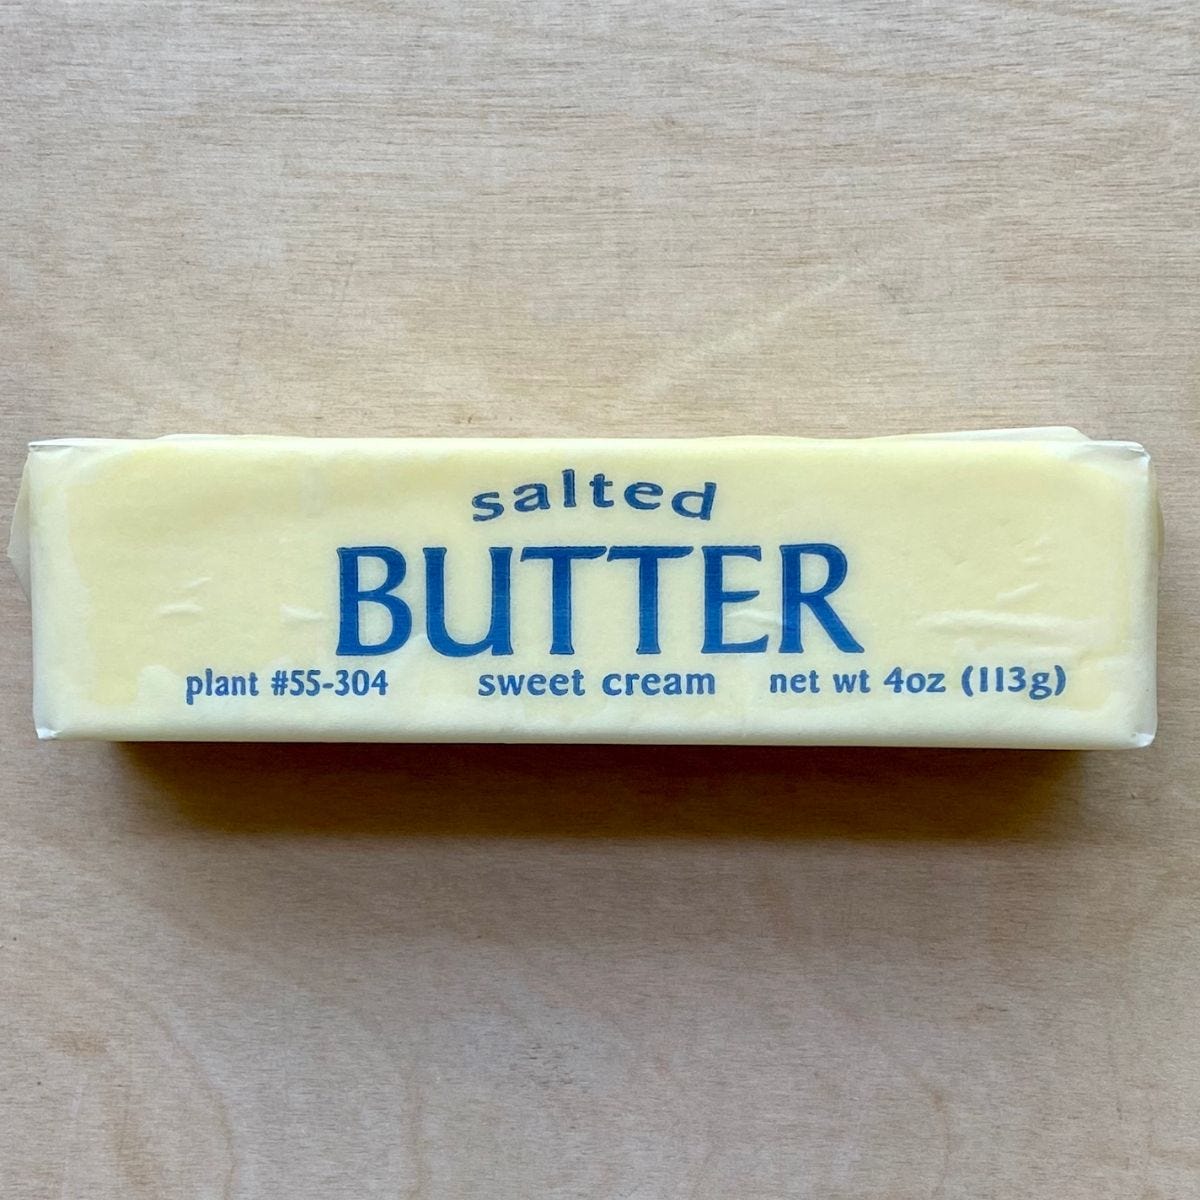 salted
BUTTER
plant #55-304 sweet cream net wt 4oz (113g)